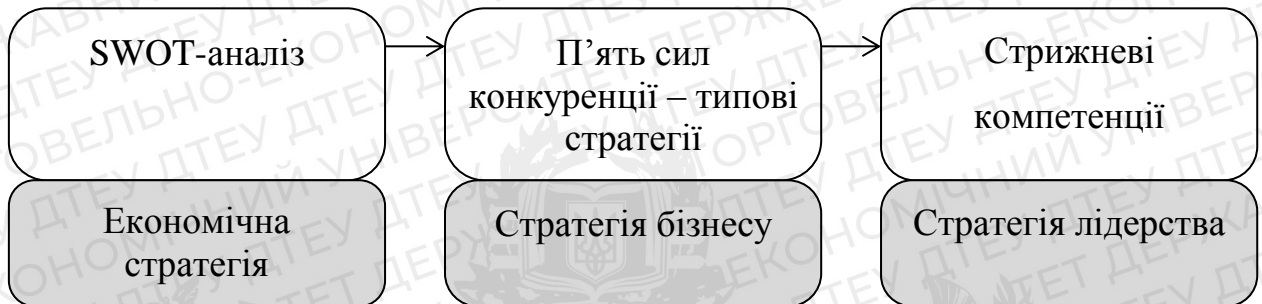 SWOT-аналіз
П’ять сил
конкуренції – типові
стратегії
Стрижневі
компетенції
Економічна
стратегія
Стратегія бізнесу
Стратегія лідерства